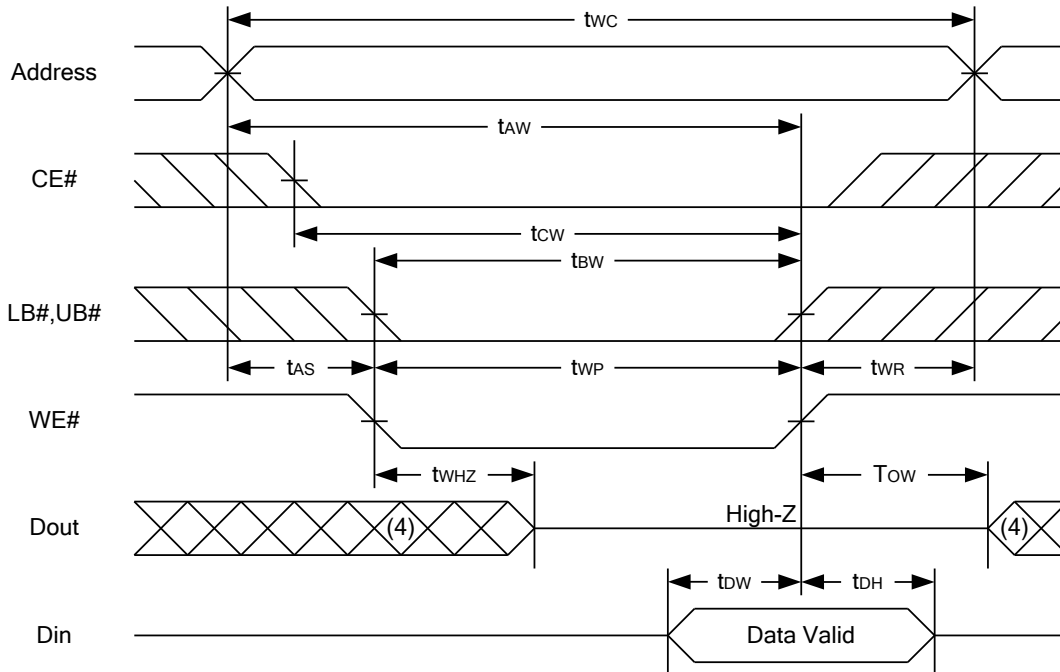 tWC
Address
tAW
CE#
tCW
tBW
LB#,UB#
tAS
tWP
tWR
WE#
tWHZ
TOW
Dout
(4)
High-Z
(4)
tDW
tDH
Din
Data Valid